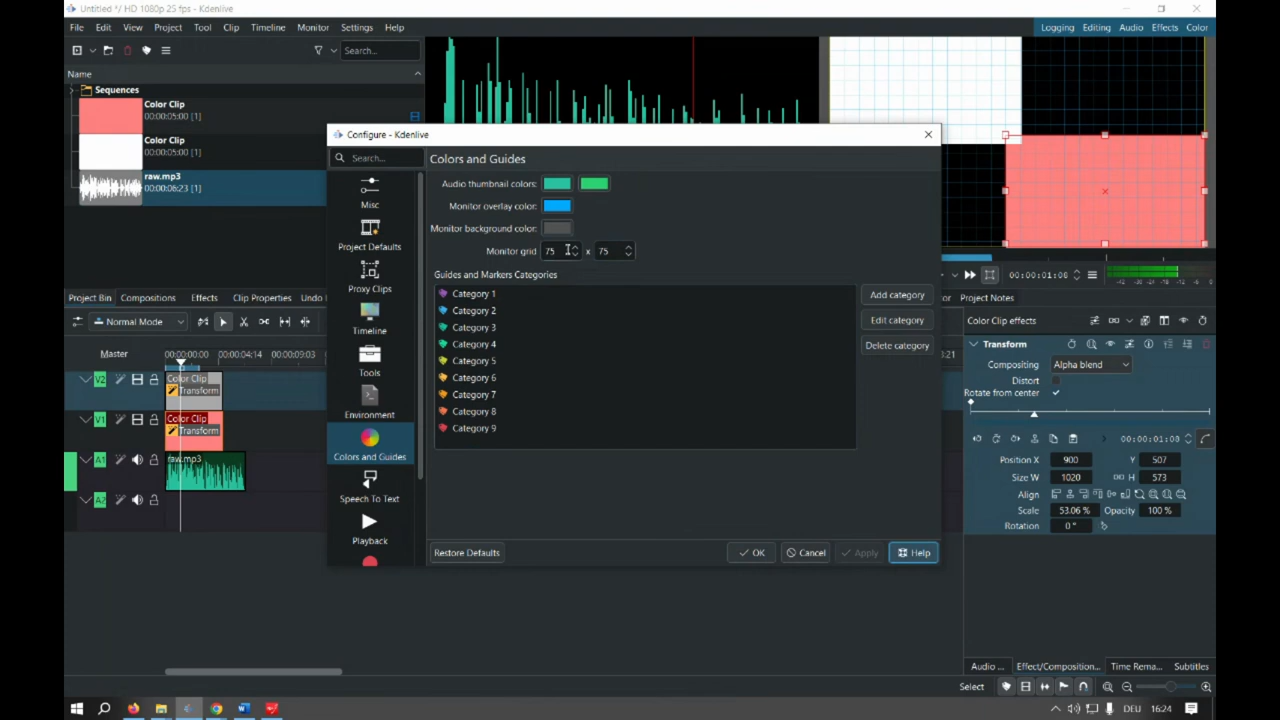 Untitled */ HD 1080p 25 fps - Kdenlive
File Edit View Project Tool Clip Timeline Monitor Settings Help
Logging Editing Audio Effects Color
Search...
Name
Sequences
Color Clip
00:00:05:00 [1]
Color Clip
00:00:05:00 [1]
raw.mp3
00:00:06:23 [1]
Configure - Kdenlive
Search...
Misc
Project Defaults
Proxy Clips
Timeline
Tools
Environment
Colors and Guides
Speech To Text
Playback
Colors and Guides
Audio thumbnail colors:
Monitor overlay color:
Monitor background color:
Monitor grid 75 x 75
Guides and Markers Categories
Category 1
Category 2
Category 3
Category 4
Category 5
Category 6
Category 7
Category 8
Category 9
Add category
Edit category
Delete category
Restore Defaults OK Cancel Apply Help
00:00:01:08
-42 -30 -24 -18 -12 -6 0
Project Bin Compositions Effects Clip Properties Undo
Project Notes
Normal Mode
Master 00:00:00:00 00:00:04:14 00:00:09:03
V2 Color Clip
Transform
V1 Color Clip
Transform
A1 raw.mp3
A2
3:21
Color Clip effects
Transform
Compositing Alpha blend
Distort
Rotate from center
00:00:01:08
Position X 900 Y 507
Size W 1020 H 573
Align
Scale 53.06 % Opacity 100 %
Rotation 0 °
Audio ... Effect/Composition... Time Rema... Subtitles
Select
DEU 16:24